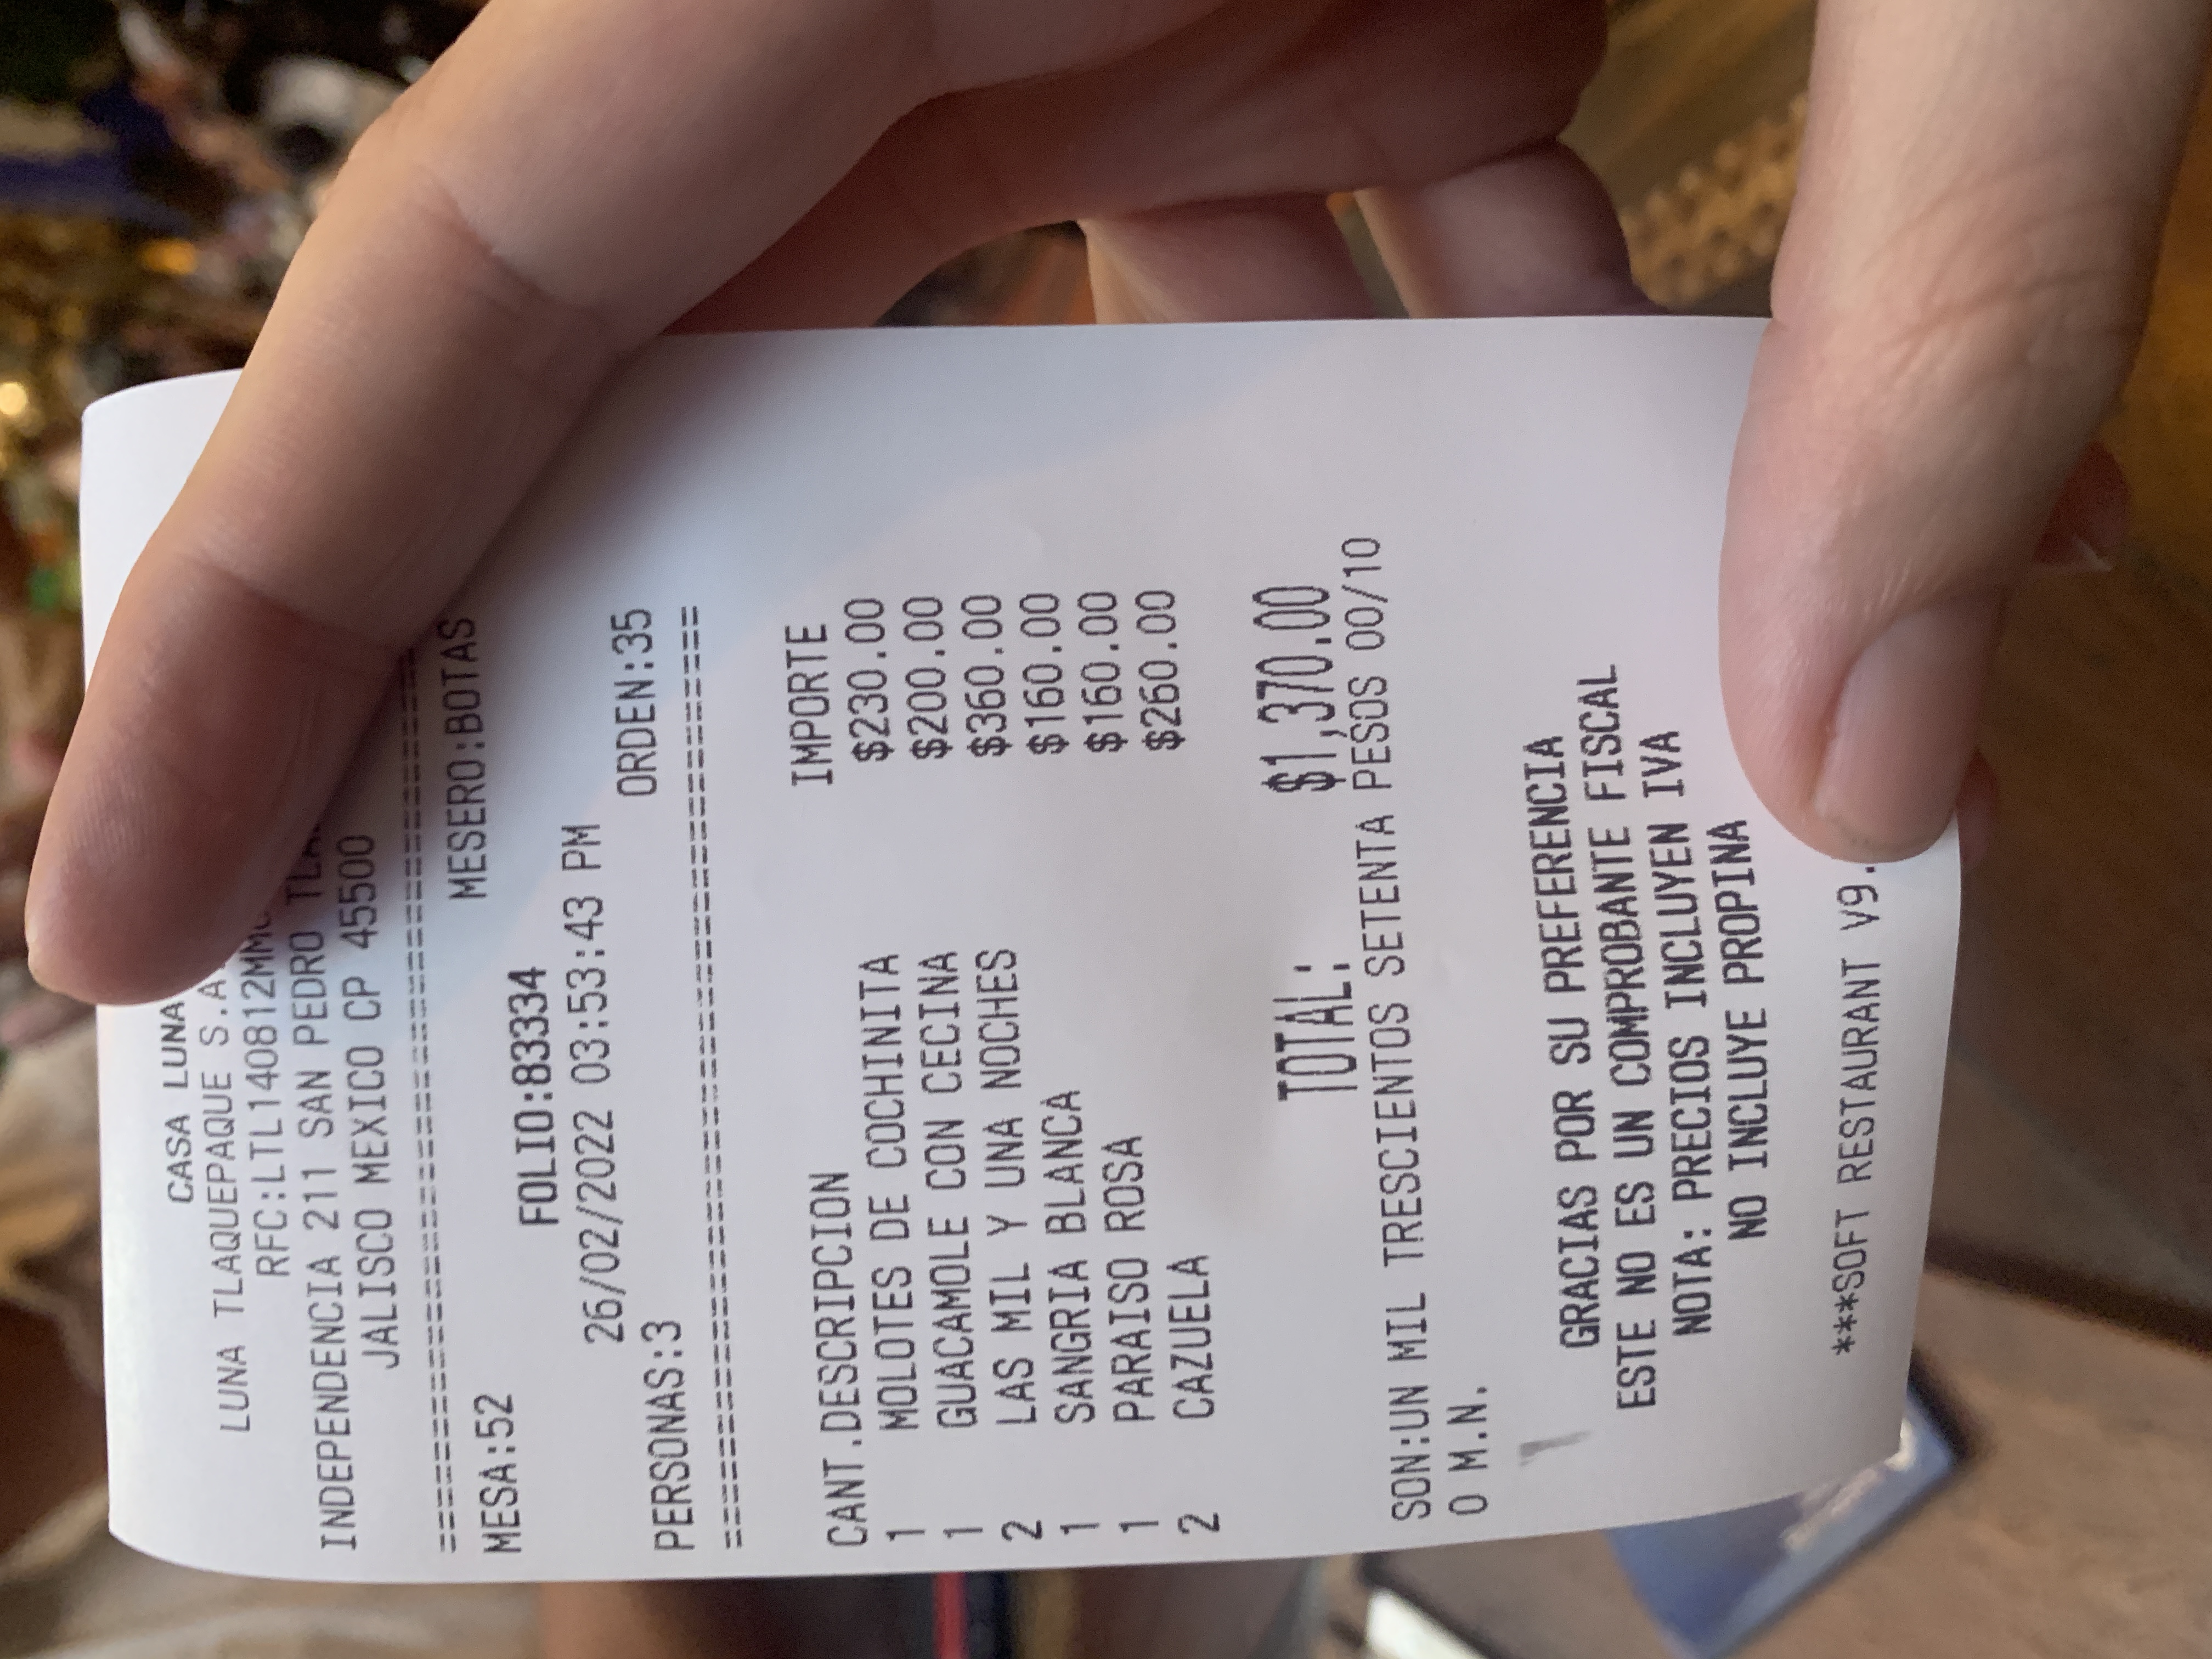 CASA LUNA
LUNA TLAQUEPAQUE S.A.
RFC:LTL140812MM
INDEPENDENCIA 211 SAN PEDRO
JALISCO MEXICO CP 45500
========================================
MESA:52 MESERO:BOTAS
FOLIO:83334
26/02/2022 03:53:43 PM
PERSONAS:3 ORDEN:35
========================================
CANT.DESCRIPCION IMPORTE
1 MOLOTES DE COCHINITA $230.00
1 GUACAMOLE CON CECINA $200.00
2 LAS MIL Y UNA NOCHES $360.00
1 SANGRIA BLANCA $160.00
1 PARAISO ROSA $160.00
2 CAZUELA $260.00
TOTAL: $1,370.00
SON:UN MIL TRESCIENTOS SETENTA PESOS 00/10
0 M.N.
GRACIAS POR SU PREFERENCIA
ESTE NO ES UN COMPROBANTE FISCAL
NOTA: PRECIOS INCLUYEN IVA
NO INCLUYE PROPINA
***SOFT RESTAURANT V9.